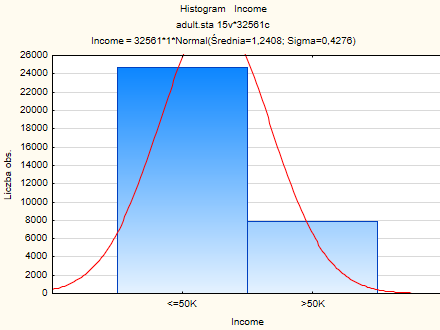 Histogram Income
adult.sta 15v*32561c
Income = 32561*1*Normal(Średnia=1,2408; Sigma=0,4276)
26000
24000
22000
20000
18000
16000
14000
12000
10000
8000
6000
4000
2000
0
Liczba obs.
<=50K >50K
Income